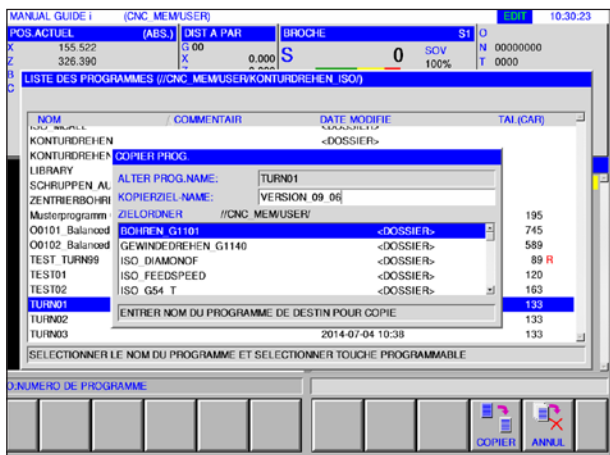 MANUAL GUIDE i (CNC_MEM/USER) EDIT 10:30:23
POS.ACTUEL (ABS.) DIST A PAR BROCHE S1 O
X 155.522 G 00 S 0 SOV N 00000000
Z 326.390 X 0.000 100% T 0000
B
C LISTE DES PROGRAMMES (//CNC_MEM/USER/KONTURDREHEN_ISO/)
NOM / COMMENTAIR DATE MODIFIE TAI.(CAR)
KONTURDREHEN <DOSSIER>
KONTURDREHEN COPIER PROG.
LIBRARY ALTER PROG.NAME: TURN01
SCHRUPPEN_AU
ZENTRIERBOHRI KOPIERZIEL-NAME: VERSION_09_06
Musterprogramm ZIELORDNER //CNC_MEM/USER/ 195
O0101_Balanced BOHREN_G1101 <DOSSIER> 745
O0102_Balanced GEWINDEDREHEN_G1140 <DOSSIER> 589
TEST_TURN99 ISO_DIAMONOF <DOSSIER> 89 R
TEST01 ISO_FEEDSPEED <DOSSIER> 120
TEST02 ISO_G54_T <DOSSIER> 163
TURN01 133
TURN02 ENTRER NOM DU PROGRAMME DE DESTIN POUR COPIE 133
TURN03 2014-07-04 10:38 133
SELECTIONNER LE NOM DU PROGRAMME ET SELECTIONNER TOUCHE PROGRAMMABLE
O:NUMERO DE PROGRAMME
COPIER ANNUL